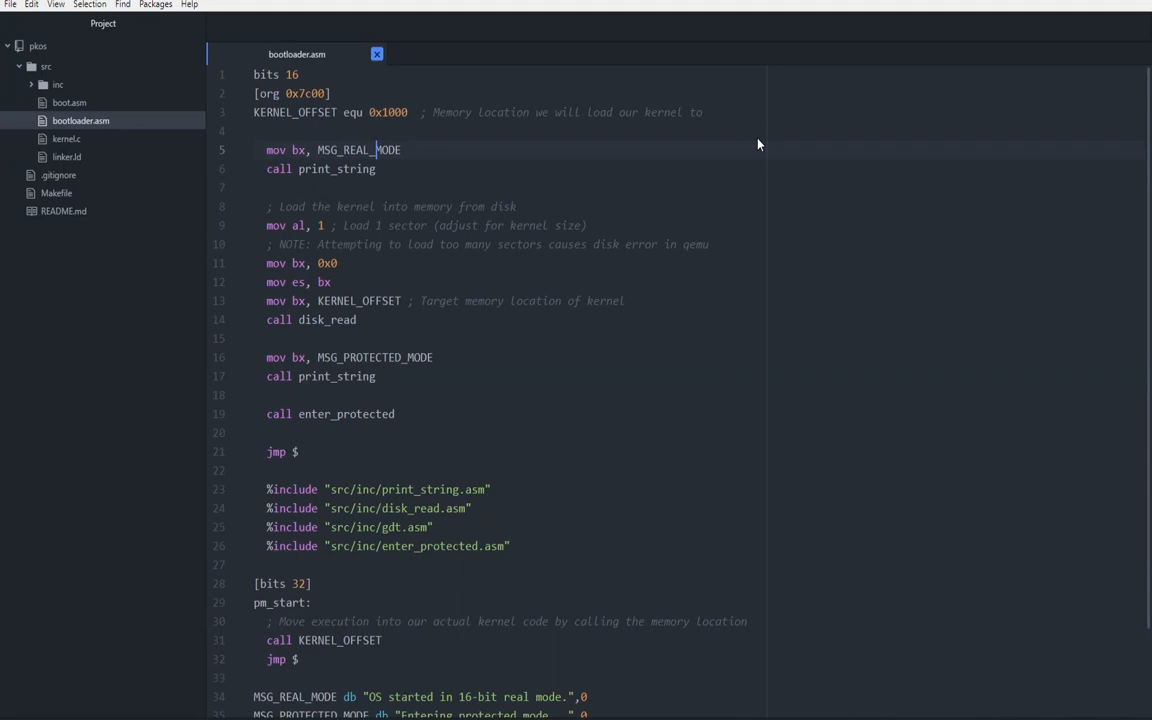 File Edit View Selection Find Packages Help
Project
pkos
src
inc
boot.asm
bootloader.asm
kernel.c
linker.ld
.gitignore
Makefile
README.md
bootloader.asm
1 bits 16
2 [org 0x7c00]
3 KERNEL_OFFSET equ 0x1000 ; Memory location we will load our kernel to
4
5 mov bx, MSG_REAL_MODE
6 call print_string
7
8 ; Load the kernel into memory from disk
9 mov al, 1 ; Load 1 sector (adjust for kernel size)
10 ; NOTE: Attempting to load too many sectors causes disk error in qemu
11 mov bx, 0x0
12 mov es, bx
13 mov bx, KERNEL_OFFSET ; Target memory location of kernel
14 call disk_read
15
16 mov bx, MSG_PROTECTED_MODE
17 call print_string
18
19 call enter_protected
20
21 jmp $
22
23 %include "src/inc/print_string.asm"
24 %include "src/inc/disk_read.asm"
25 %include "src/inc/gdt.asm"
26 %include "src/inc/enter_protected.asm"
27
28 [bits 32]
29 pm_start:
30 ; Move execution into our actual kernel code by calling the memory location
31 call KERNEL_OFFSET
32 jmp $
33
34 MSG_REAL_MODE db "OS started in 16-bit real mode.",0
35 MSG_PROTECTED_MODE db "Entering protected mode...",0